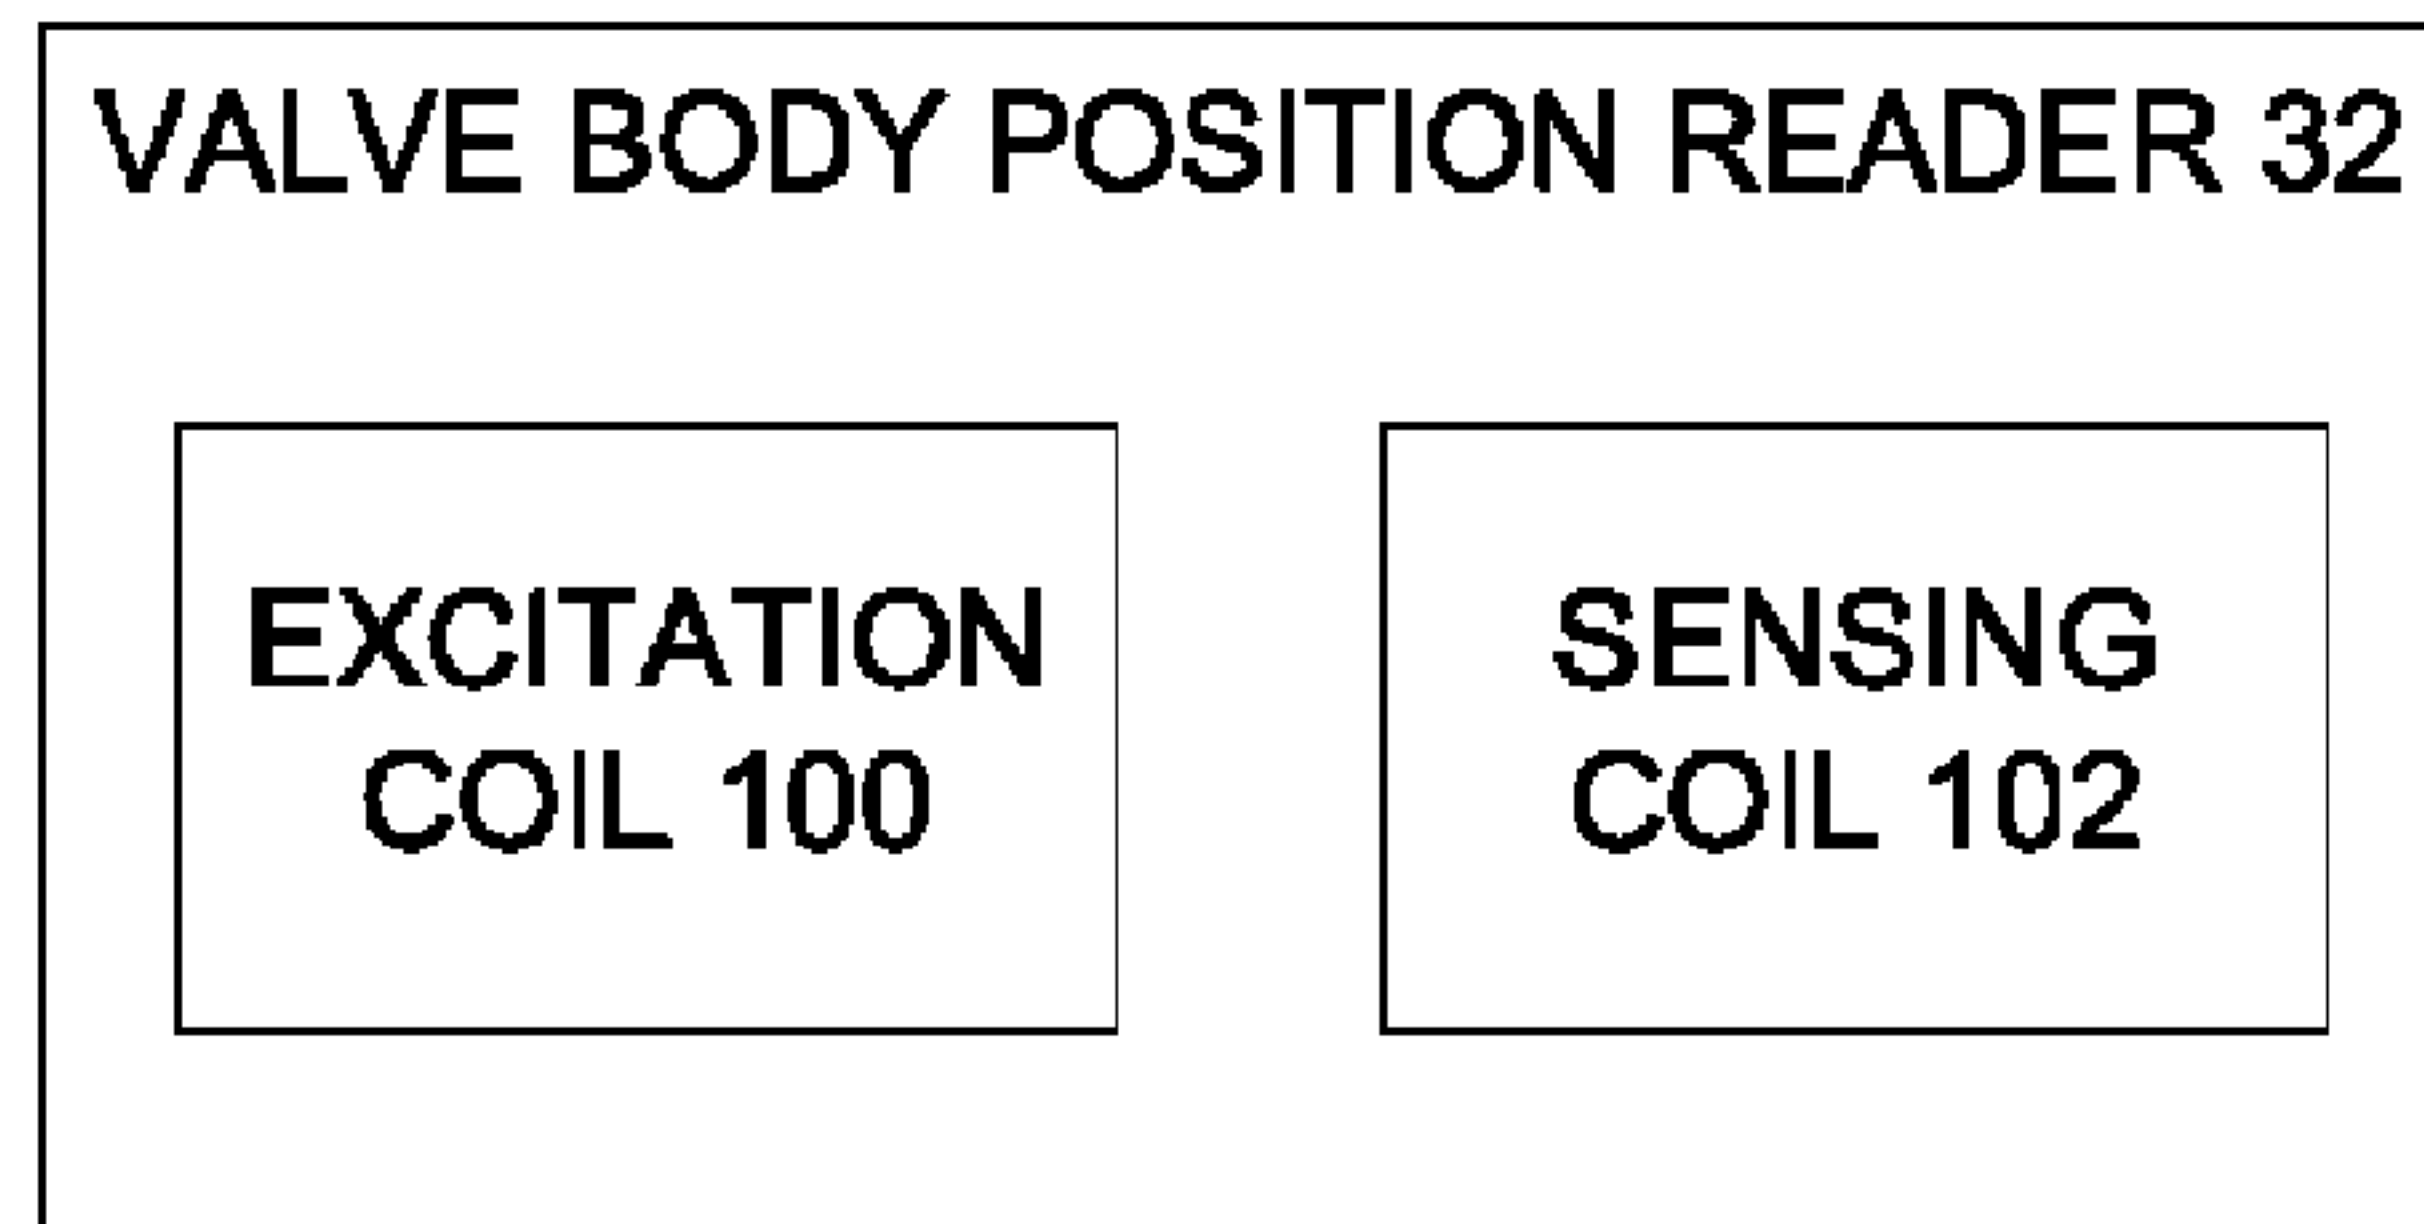 VALVE BODY POSITION READER 32
EXCITATION
COIL 100
SENSING
COIL 102